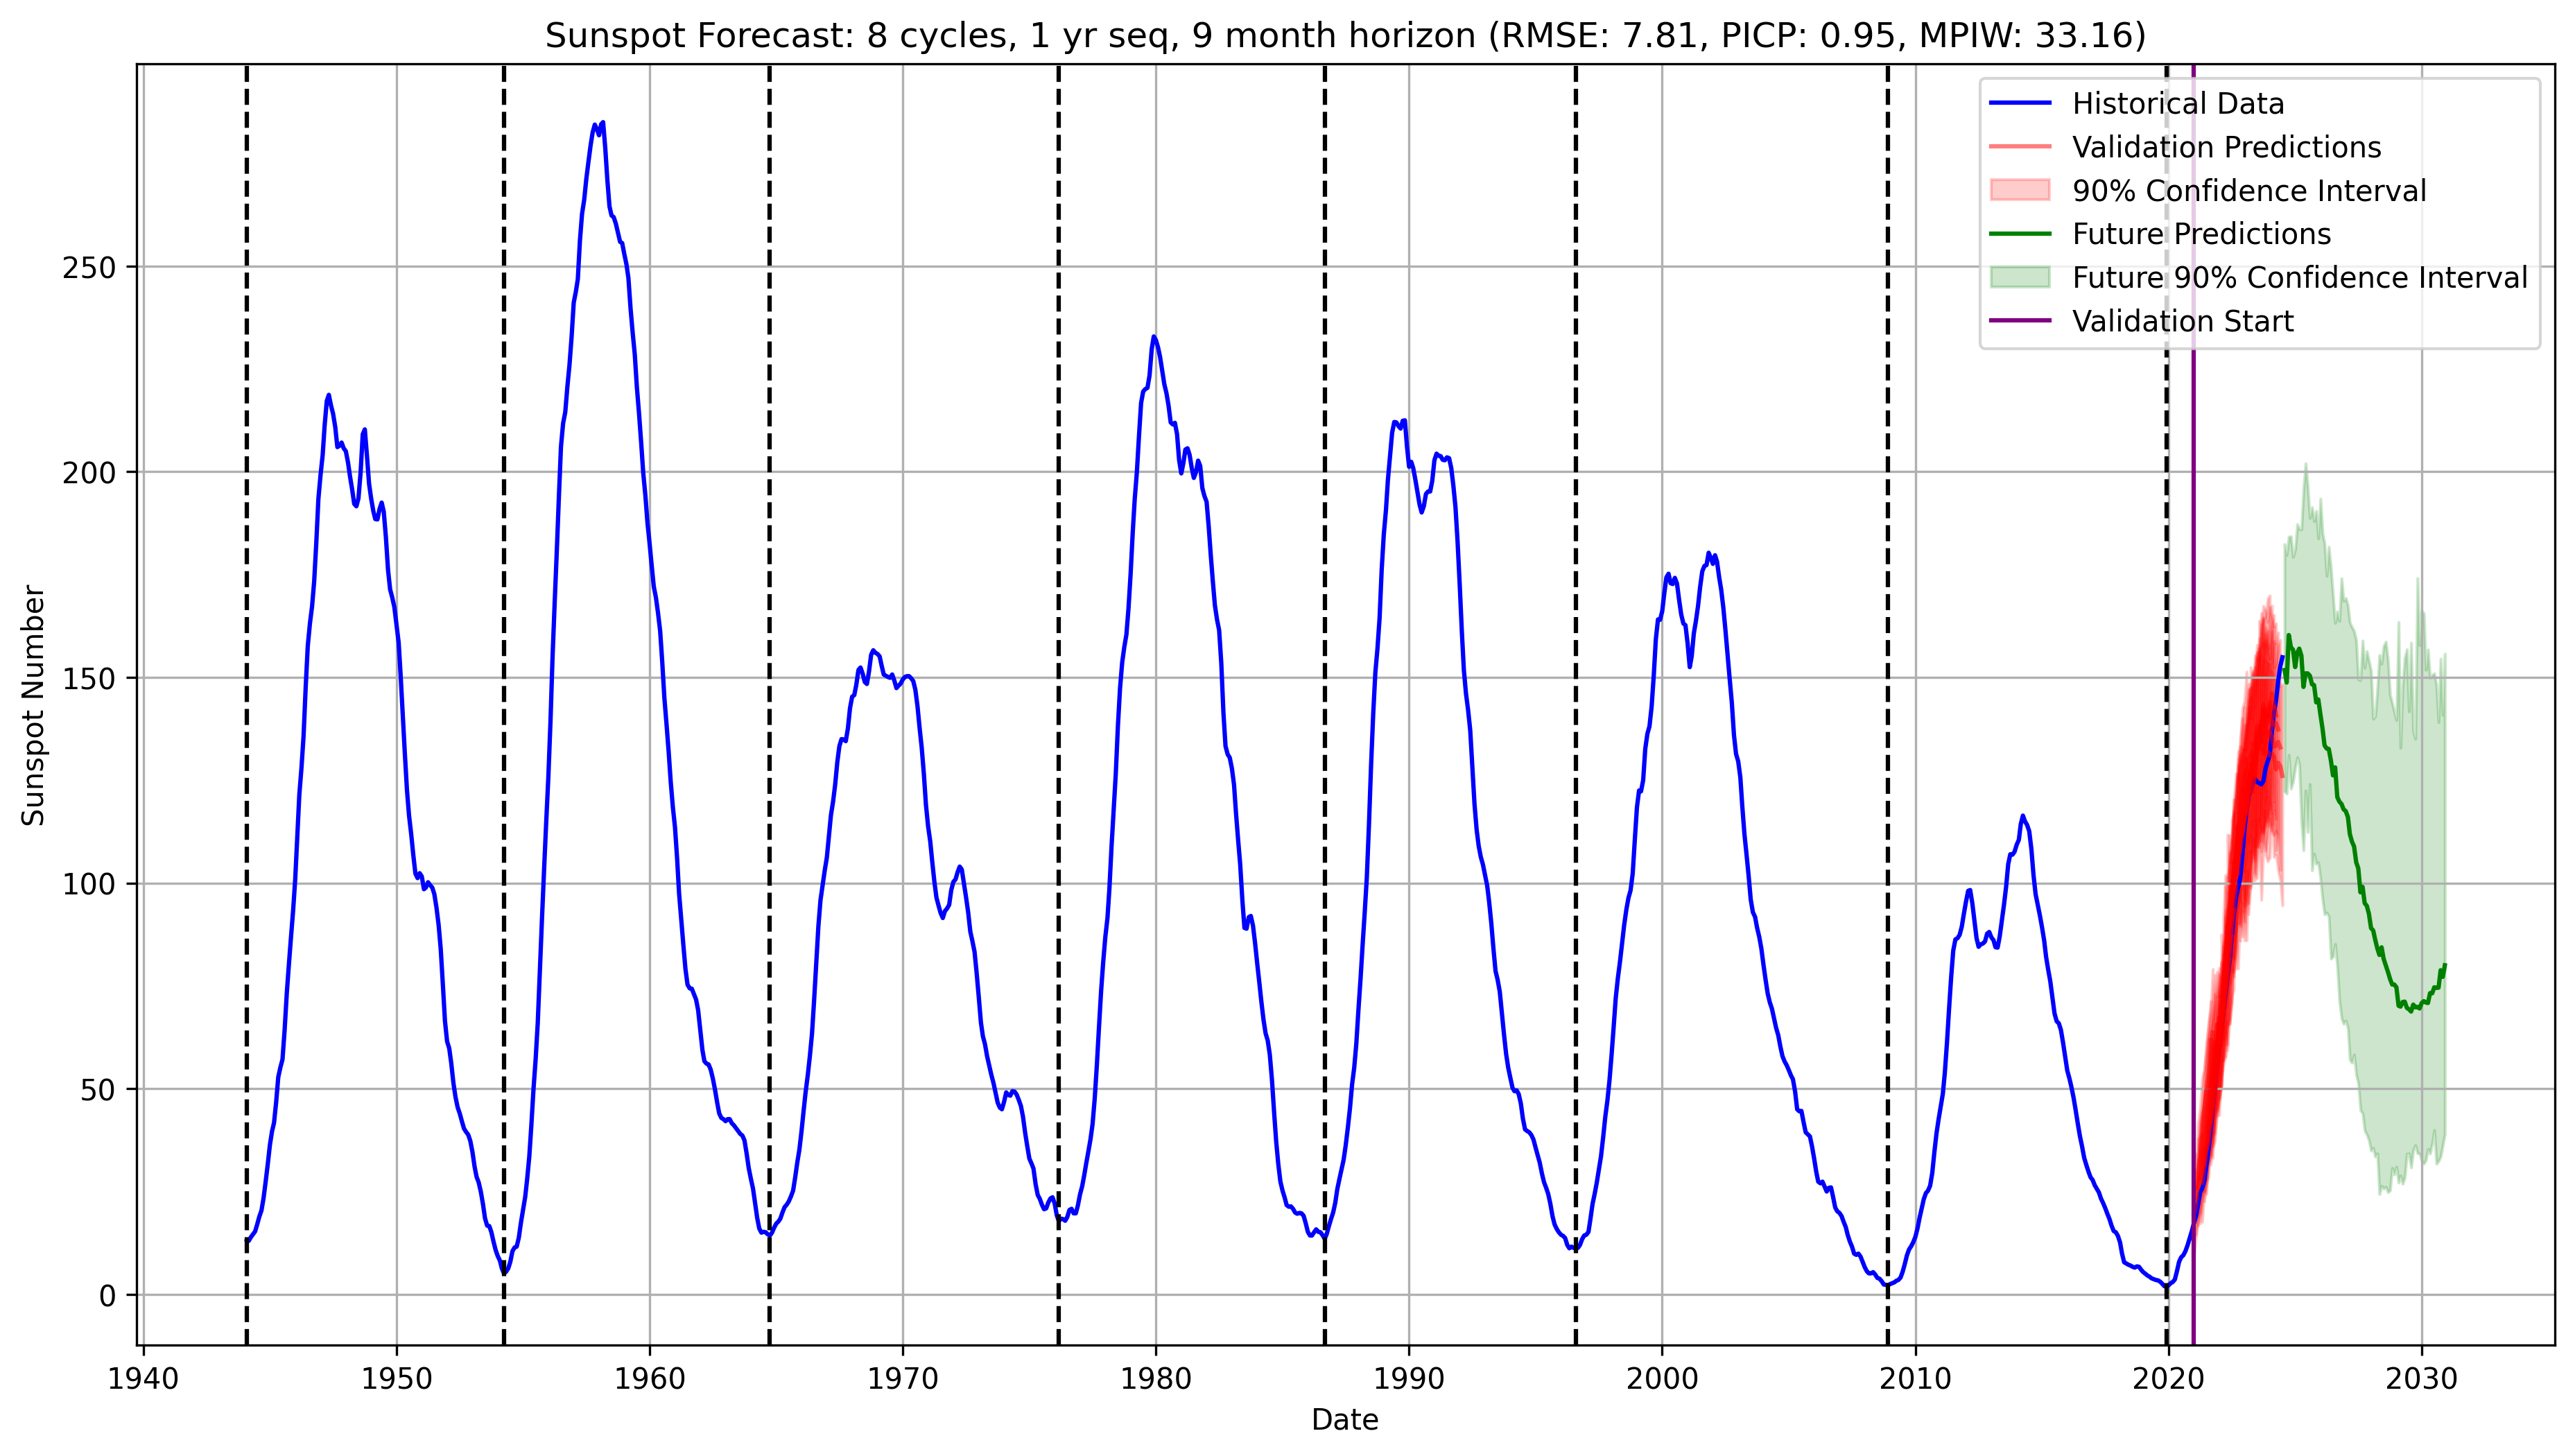 Sunspot Forecast: 8 cycles, 1 yr seq, 9 month horizon (RMSE: 7.81, PICP: 0.95, MPIW: 33.16)
Historical Data
Validation Predictions
90% Confidence Interval
Future Predictions
Future 90% Confidence Interval
Validation Start
Sunspot Number
250
200
150
100
50
0
1940 1950 1960 1970 1980 1990 2000 2010 2020 2030
Date